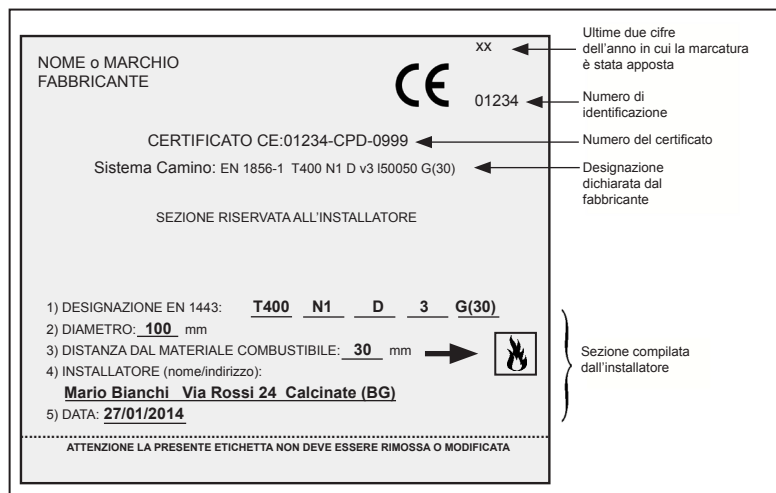 NOME o MARCHIO
FABBRICANTE
CE
xx
Ultime due cifre
dell'anno in cui la marcatura
è stata apposta
01234
Numero di
identificazione
CERTIFICATO CE:01234-CPD-0999
Numero del certificato
Sistema Camino: EN 1856-1 T400 N1 D v3 l50050 G(30)
Designazione
dichiarata dal
fabbricante
SEZIONE RISERVATA ALL'INSTALLATORE
1) DESIGNAZIONE EN 1443: T400 N1 D 3 G(30)
2) DIAMETRO: 100 mm
3) DISTANZA DAL MATERIALE COMBUSTIBILE: 30 mm
4) INSTALLATORE (nome/indirizzo):
Mario Bianchi Via Rossi 24 Calcinate (BG)
5) DATA: 27/01/2014
Sezione compilata
dall'installatore
ATTENZIONE LA PRESENTE ETICHETTA NON DEVE ESSERE RIMOSSA O MODIFICATA